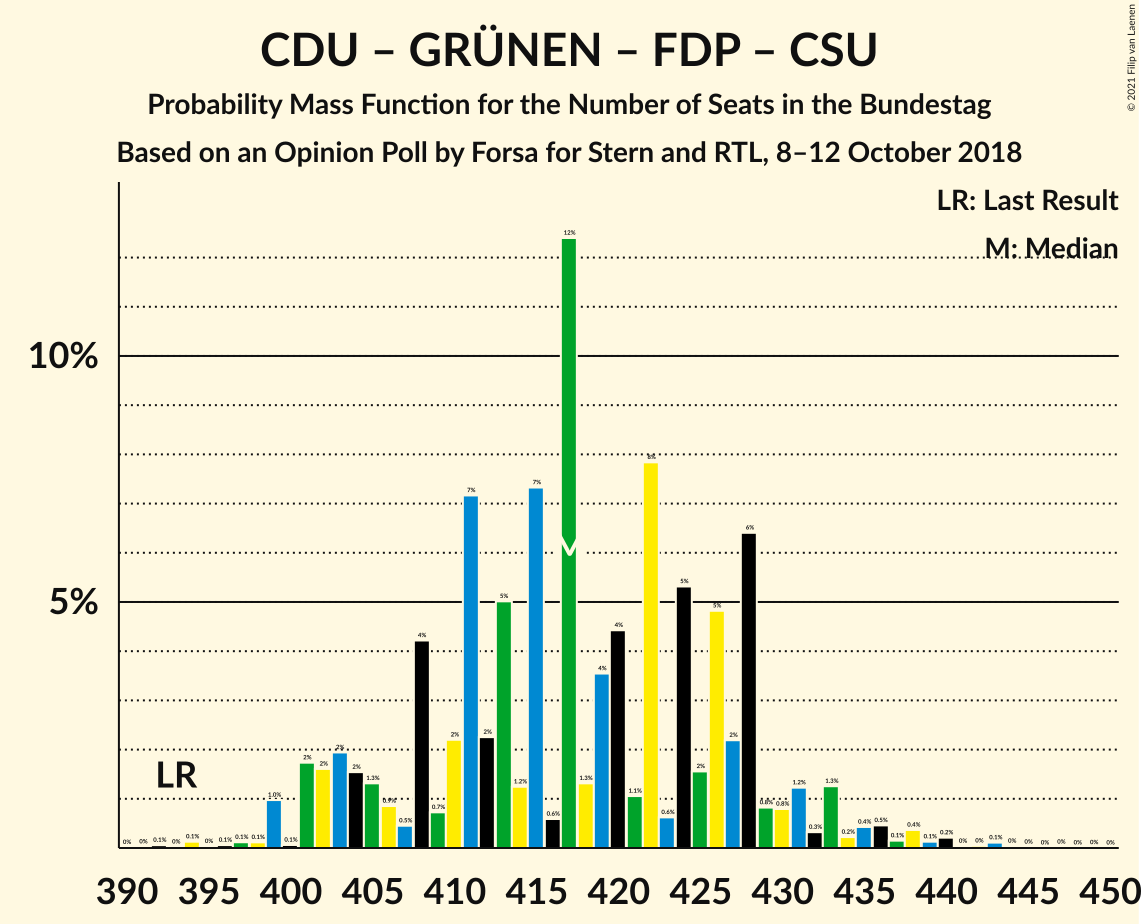 CDU – GRÜNEN – FDP – CSU
Probability Mass Function for the Number of Seats in the Bundestag
Based on an Opinion Poll by Forsa for Stern and RTL, 8–12 October 2018
© 2021 Filip van Laenen
LR: Last Result
M: Median
10%
5%
LR
0% 0% 0.1% 0% 0.1% 0% 0.1% 0.1% 0.1% 1.0% 0.1% 2% 2% 2% 2% 1.3% 0.9% 0.5% 4% 0.7% 2% 7% 2% 5% 1.2% 7% 0.6% 12% 1.3% 4% 4% 1.1% 8% 0.6% 5% 2% 5% 2% 6% 0.8% 0.8% 1.2% 0.3% 1.3% 0.2% 0.4% 0.5% 0.1% 0.4% 0.1% 0.2% 0% 0% 0.1% 0% 0% 0% 0% 0% 0% 0%
390 395 400 405 410 415 420 425 430 435 440 445 450